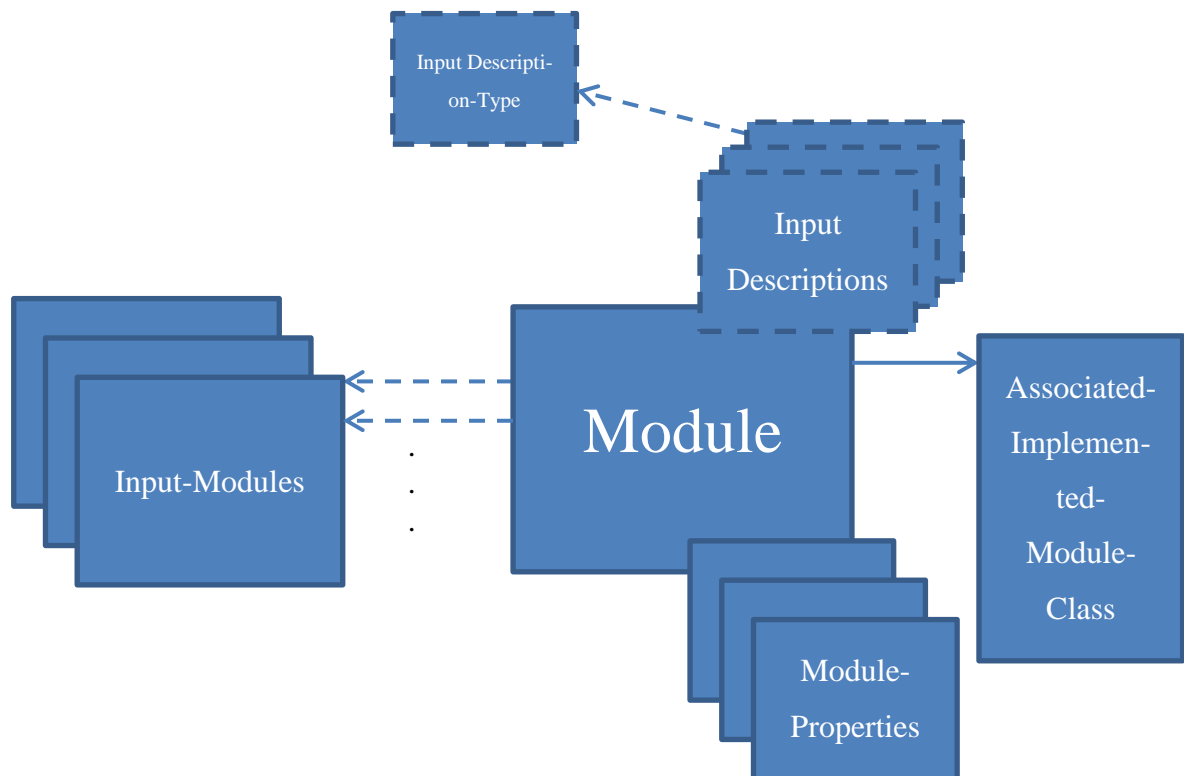 Input Descripti-
on-Type
Input
Descriptions
Module
Input-Modules
.
.
.
Associated-
Implemen-
ted-
Module-
Class
Module-
Properties